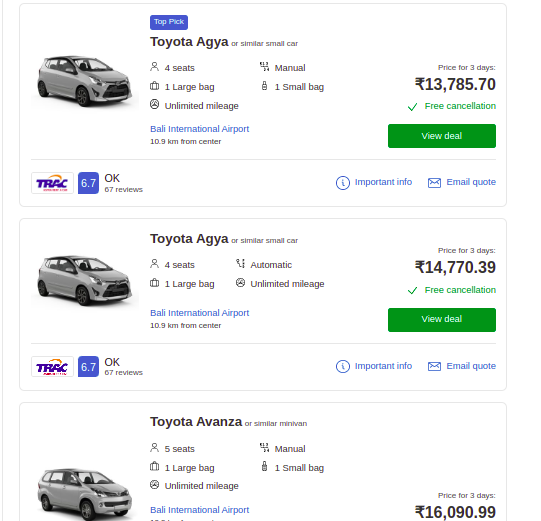 Top Pick
Toyota Agya or similar small car
4 seats
Manual
1 Large bag
1 Small bag
Unlimited mileage
Price for 3 days:
₹13,785.70
Free cancellation
Bali International Airport
10.9 km from center
View deal
TRAC
6.7
OK
67 reviews
Important info
Email quote
Toyota Agya or similar small car
4 seats
Automatic
1 Large bag
Unlimited mileage
Price for 3 days:
₹14,770.39
Free cancellation
Bali International Airport
10.9 km from center
View deal
TRAC
6.7
OK
67 reviews
Important info
Email quote
Toyota Avanza or similar minivan
5 seats
Manual
1 Large bag
1 Small bag
Unlimited mileage
Price for 3 days:
₹16,090.99
Bali International Airport